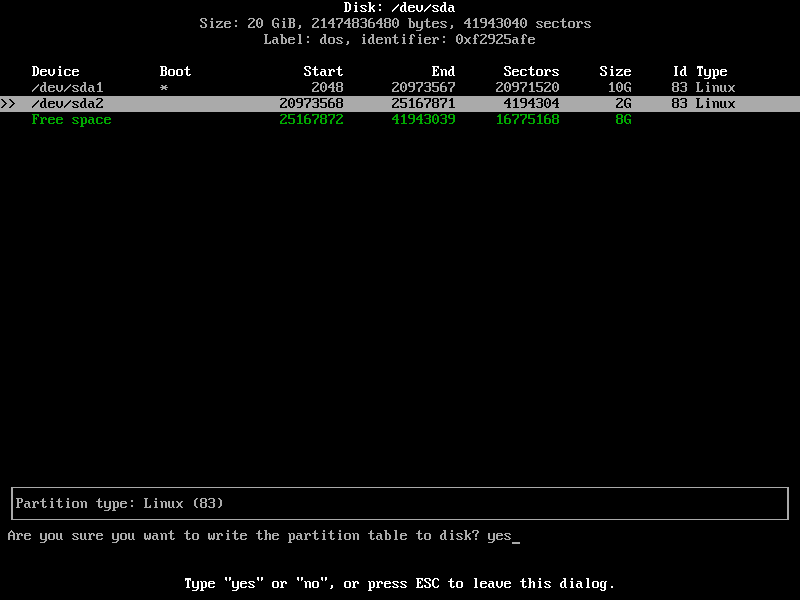 Disk: /dev/sda
Size: 20 GiB, 21474836480 bytes, 41943040 sectors
Label: dos, identifier: 0xf2925afe
Device Boot Start End Sectors Size Id Type
/dev/sda1 * 2048 20973567 20971520 10G 83 Linux
>> /dev/sda2 20973568 25167871 4194304 2G 83 Linux
Free space 25167872 41943039 16775168 8G
Partition type: Linux (83)
Are you sure you want to write the partition table to disk? yes_
Type "yes" or "no", or press ESC to leave this dialog.